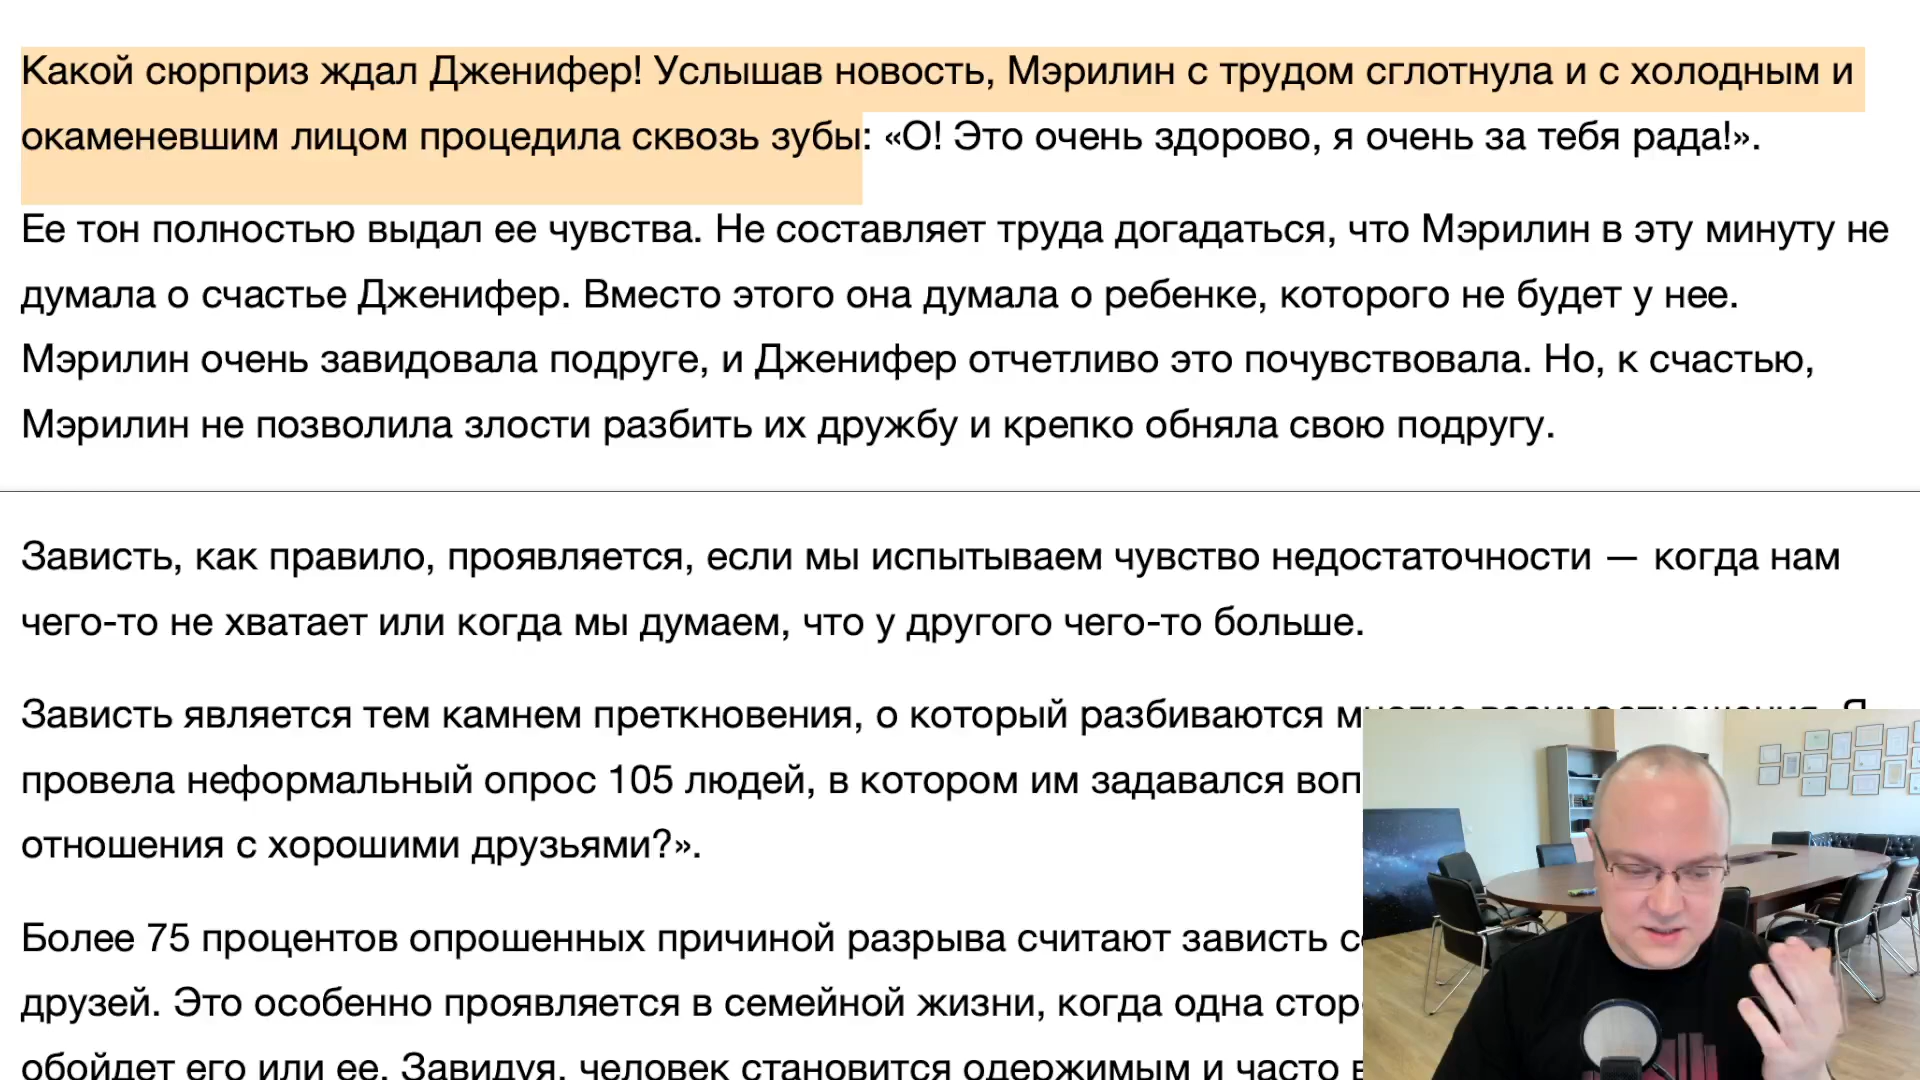 Какой сюрприз ждал Дженифер! Услышав новость, Мэрилин с трудом сглотнула и с холодным и
окаменевшим лицом процедила сквозь зубы: «О! Это очень здорово, я очень за тебя рада!».
Ее тон полностью выдал ее чувства. Не составляет труда догадаться, что Мэрилин в эту минуту не
думала о счастье Дженифер. Вместо этого она думала о ребенке, которого не будет у нее.
Мэрилин очень завидовала подруге, и Дженифер отчетливо это почувствовала. Но, к счастью,
Мэрилин не позволила злости разбить их дружбу и крепко обняла свою подругу.
Зависть, как правило, проявляется, если мы испытываем чувство недостаточности — когда нам
чего-то не хватает или когда мы думаем, что у другого чего-то больше.
Зависть является тем камнем преткновения, о который разбиваются многие взаимоотношения. Я
провела неформальный опрос 105 людей, в котором им задавался
отношения с хорошими друзьями?».
Более 75 процентов опрошенных причиной разрыва считают зависть
друзей. Это особенно проявляется в семейной жизни, когда одна
обойдет его или ее. Завидуя, человек становится одержимым и часто